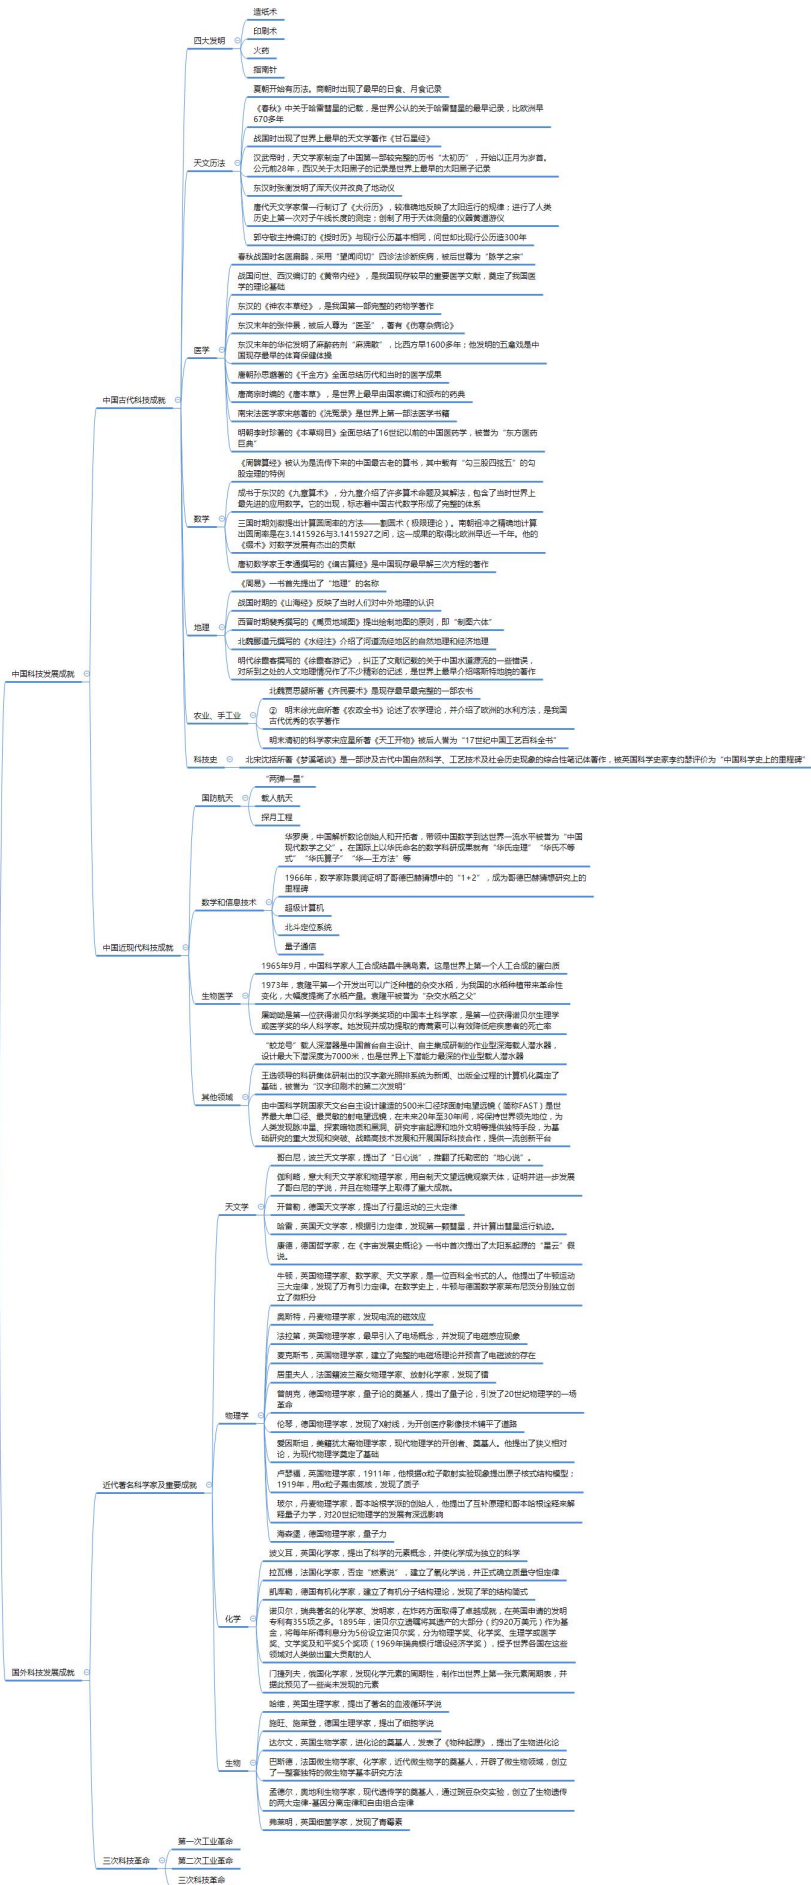 造纸术
印刷术
四大发明
火药
指南针
夏朝开始有历法。商朝时出现了最早的日食、月食记录
《春秋》中关于哈雷彗星的记载，是世界公认的关于哈雷彗星的最早记录，比欧洲早
670多年
战国时出现了世界上最早的天文学著作《甘石星经》
汉武帝时，天文学家制定了中国第一部较完整的历书“太初历”，开始以正月为岁首。
天文历法
公元前28年，西汉关于太阳黑子的记录是世界上最早的太阳黑子记录
东汉时张衡发明了浑天仪并改良了地动仪
唐代天文学家僧一行制订了《大衍历》，较准确地反映了太阳运行的规律；进行了人类
历史上第一次对子午线长度的测定；创制了用于天体测量的仪器黄道游仪
郭守敬主持编订的《授时历》与现行公历基本相同，问世却比现行公历造300年
春秋战国时名医扁鹊，采用“望闻问切”四诊法诊断疾病，被后世尊为“脉学之宗”
战国问世、西汉编订的《黄帝内经》，是我国现存较早的重要医学文献，奠定了我国医
学的理论基础
东汉的《神农本草经》，是我国第一部完整的药物学著作
东汉末年的张仲景，被后人尊为“医圣”，著有《伤寒杂病论》
东汉末年的华佗发明了麻醉药剂“麻沸散”，比西方早1600多年；他发明的五禽戏是中
医学
国现存最早的体育保健体操
唐朝孙思邈著的《千金方》全面总结历代和当时的医学成果
唐高宗时编的《唐本草》，是世界上最早由国家编订和颁布的药典
中国古代科技成就
南宋法医学家宋慈著的《洗冤录》是世界上第一部法医学书籍
明朝李时珍著的《本草纲目》全面总结了16世纪以前的中国医药学，被誉为“东方医药
巨典”
《周髀算经》被认为是流传下来的中国最古老的算书，其中载有“勾三股四弦五”的勾
股定理的特例
成书于东汉的《九章算术》，分九章介绍了许多算术命题及其解法，包含了当时世界上
最先进的应用数学。它的出现，标志着中国古代数学形成了完整的体系
数学
三国时期刘徽提出计算圆周率的方法——割圆术（极限理论）。南朝祖冲之精确地计算
出圆周率是在3.1415926与3.1415927之间，这一成果的取得比欧洲早近一千年。他的
《缀术》对数学发展有杰出的贡献
唐初数学家王孝通撰写的《缉古算经》是中国现存最早解三次方程的著作
《周易》一书首先提出了“地理”的名称
战国时期的《山海经》反映了当时人们对中外地理的认识
地理
西晋时期裴秀撰写的《禹贡地域图》提出绘制地图的原则，即“制图六体”
北魏郦道元撰写的《水经注》介绍了河道流经地区的自然地理和经济地理
明代徐霞客撰写的《徐霞客游记》，纠正了文献记载的关于中国水道源流的一些错误，
对所到之处的人文地理情况作了不少精彩的记述，是世界上最早介绍喀斯特地貌的著作
中国科技发展成就
北魏贾思勰所著《齐民要术》是现存最早最完整的一部农书
农业、手工业
② 明末徐光启所著《农政全书》论述了农学理论，并介绍了欧洲的水利方法，是我国
古代优秀的农学著作
明末清初的科学家宋应星所著《天工开物》被后人誉为“17世纪中国工艺百科全书”
科技史
北宋沈括所著《梦溪笔谈》是一部涉及古代中国自然科学、工艺技术及社会历史现象的综合性笔记体著作，被英国科学史家李约瑟评价为“中国科学史上的里程碑”
“两弹一星”
国防航天
载人航天
探月工程
华罗庚，中国解析数论创始人和开拓者，带领中国数学到达世界一流水平被誉为“中国
现代数学之父”。在国际上以华氏命名的数学科研成果就有“华氏定理”“华氏不等
式”“华氏算子”“华—王方法”等
1966年，数学家陈景润证明了哥德巴赫猜想中的“1+2”，成为哥德巴赫猜想研究上的
里程碑
数学和信息技术
超级计算机
北斗定位系统
中国近现代科技成就
量子通信
1965年9月，中国科学家人工合成结晶牛胰岛素。这是世界上第一个人工合成的蛋白质
1973年，袁隆平第一个开发出可以广泛种植的杂交水稻，为我国的水稻种植带来革命性
生物医学
变化，大幅度提高了水稻产量。袁隆平被誉为“杂交水稻之父”
屠呦呦是第一位获得诺贝尔科学类奖项的中国本土科学家，是第一位获得诺贝尔生理学
或医学奖的华人科学家。她发现并成功提取的青蒿素可以有效降低疟疾患者的死亡率
“蛟龙号”载人深潜器是中国首台自主设计、自主集成研制的作业型深海载人潜水器，
设计最大下潜深度为7000米，也是世界上下潜能力最深的作业型载人潜水器
王选领导的科研集体研制出的汉字激光照排系统为新闻、出版全过程的计算机化奠定了
基础，被誉为“汉字印刷术的第二次发明”
其他领域
由中国科学院国家天文台自主设计建造的500米口径球面射电望远镜（简称FAST）是世
界最大单口径、最灵敏的射电望远镜，在未来20年至30年间，将保持世界领先地位，为
人类发现脉冲星、探索暗物质和黑洞、研究宇宙起源和地外文明等提供独特手段，为基
础研究的重大发现和突破、战略高技术发展和开展国际科技合作，提供一流创新平台
哥白尼，波兰天文学家，提出了“日心说”，推翻了托勒密的“地心说”。
伽利略，意大利天文学家和物理学家，用自制天文望远镜观察天体，证明并进一步发展
了哥白尼的学说，并且在物理学上取得了重大成就。
天文学
开普勒，德国天文学家，提出了行星运动的三大定律
哈雷，英国天文学家，根据引力定律，发现第一颗彗星，并计算出彗星运行轨迹。
康德，德国哲学家，在《宇宙发展史概论》一书中首次提出了太阳系起源的“星云”假
说。
牛顿，英国物理学家、数学家、天文学家，是一位百科全书式的人。他提出了牛顿运动
三大定律，发现了万有引力定律。在数学史上，牛顿与德国数学家莱布尼茨分别独立创
立了微积分
奥斯特，丹麦物理学家，发现电流的磁效应
法拉第，英国物理学家，最早引入了电场概念，并发现了电磁感应现象
麦克斯韦，英国物理学家，建立了完整的电磁场理论并预言了电磁波的存在
居里夫人，法国籍波兰裔女物理学家、放射化学家，发现了镭
普朗克，德国物理学家，量子论的奠基人，提出了量子论，引发了20世纪物理学的一场
革命
物理学
伦琴，德国物理学家，发现了X射线，为开创医疗影像技术铺平了道路
爱因斯坦，美籍犹太裔物理学家，现代物理学的开创者、奠基人。他提出了狭义相对
论，为现代物理学奠定了基础
近代著名科学家及重要成就
卢瑟福，英国物理学家，1911年，他根据α粒子散射实验现象提出原子核式结构模型；
1919年，用α粒子轰击氮核，发现了质子
玻尔，丹麦物理学家，哥本哈根学派的创始人，他提出了互补原理和哥本哈根诠释来解
释量子力学，对20世纪物理学的发展有深远影响
海森堡，德国物理学家，量子力
波义耳，英国化学家，提出了科学的元素概念，并使化学成为独立的科学
拉瓦锡，法国化学家，否定“燃素说”，建立了氧化学说，并正式确立质量守恒定律
凯库勒，德国有机化学家，建立了有机分子结构理论，发现了苯的结构简式
化学
诺贝尔，瑞典著名的化学家、发明家，在炸药方面取得了卓越成就，在英国申请的发明
专利有355项之多。1895年，诺贝尔立遗嘱将其遗产的大部分（约920万美元）作为基
金，将每年所得利息分为5份设立诺贝尔奖，分为物理学奖、化学奖、生理学或医学
奖、文学奖及和平奖5个奖项（1969年瑞典银行增设经济学奖），授予世界各国在这些
领域对人类做出重大贡献的人
国外科技发展成就
门捷列夫，俄国化学家，发现化学元素的周期性，制作出世界上第一张元素周期表，并
据此预见了一些尚未发现的元素
哈维，英国生理学家，提出了著名的血液循环学说
施旺、施莱登，德国生理学家，提出了细胞学说
达尔文，英国生物学家，进化论的奠基人，发表了《物种起源》，提出了生物进化论
生物
巴斯德，法国微生物学家、化学家，近代微生物学的奠基人，开辟了微生物领域，创立
了一整套独特的微生物学基本研究方法
孟德尔，奥地利生物学家，现代遗传学的奠基人，通过豌豆杂交实验，创立了生物遗传
的两大定律-基因分离定律和自由组合定律
弗莱明，英国细菌学家，发现了青霉素
第一次工业革命
三次科技革命
第二次工业革命
三次科技革命